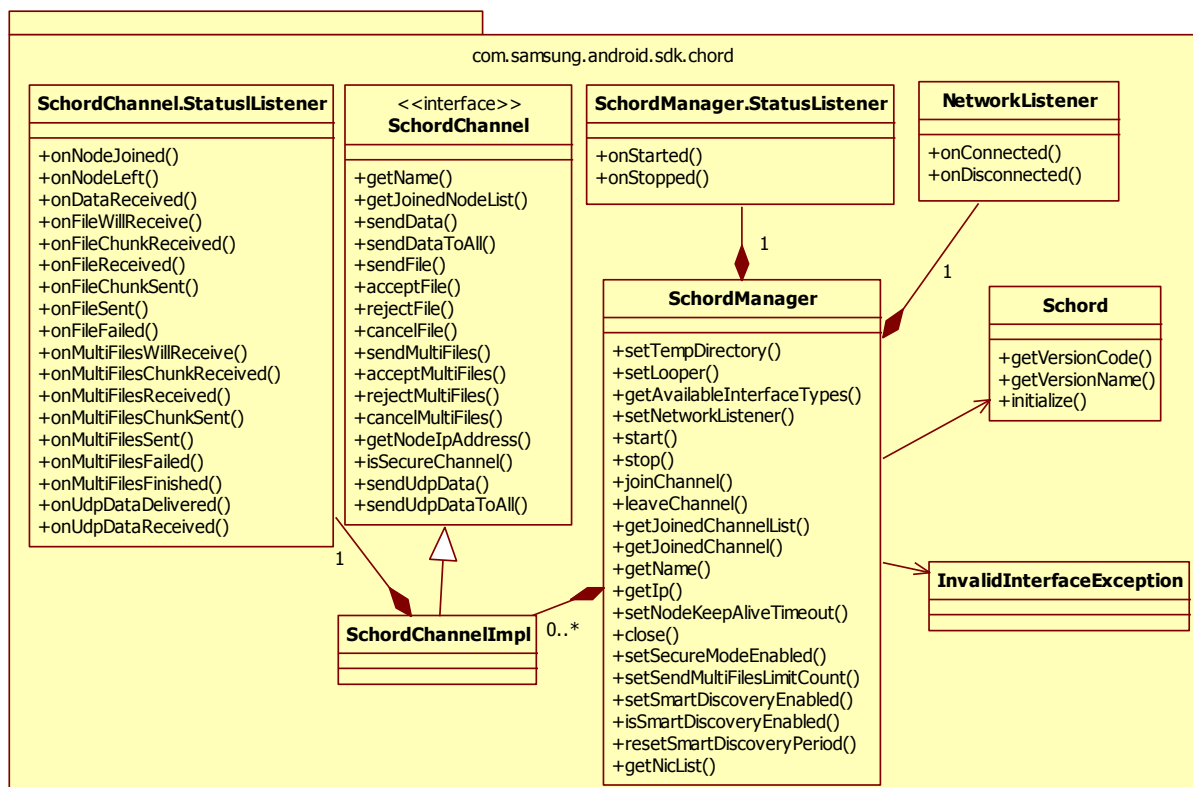 com.samsung.android.sdk.chord
SchordChannel.StatuslListener
+onNodeJoined()
+onNodeLeft()
+onDataReceived()
+onFileWillReceive()
+onFileChunkReceived()
+onFileReceived()
+onFileChunkSent()
+onFileSent()
+onFileFailed()
+onMultiFilesWillReceive()
+onMultiFilesChunkReceived()
+onMultiFilesReceived()
+onMultiFilesChunkSent()
+onMultiFilesSent()
+onMultiFilesFailed()
+onMultiFilesFinished()
+onUdpDataDelivered()
+onUdpDataReceived()
<<interface>>
SchordChannel
+getName()
+getJoinedNodeList()
+sendData()
+sendDataToAll()
+sendFile()
+acceptFile()
+rejectFile()
+cancelFile()
+sendMultiFiles()
+acceptMultiFiles()
+rejectMultiFiles()
+cancelMultiFiles()
+getNodeIpAddress()
+isSecureChannel()
+sendUdpData()
+sendUdpDataToAll()
SchordManager.StatusListener
+onStarted()
+onStopped()
NetworkListener
+onConnected()
+onDisconnected()
1
1
SchordManager
+setTempDirectory()
+setLooper()
+getAvailableInterfaceTypes()
+setNetworkListener()
+start()
+stop()
+joinChannel()
+leaveChannel()
+getJoinedChannelList()
+getJoinedChannel()
+getName()
+getIp()
+setNodeKeepAliveTimeout()
+close()
+setSecureModeEnabled()
+setSendMultiFilesLimitCount()
+setSmartDiscoveryEnabled()
+isSmartDiscoveryEnabled()
+resetSmartDiscoveryPeriod()
+getNicList()
Schord
+getVersionCode()
+getVersionName()
+initialize()
InvalidInterfaceException
1
SchordChannelImpl
0..*